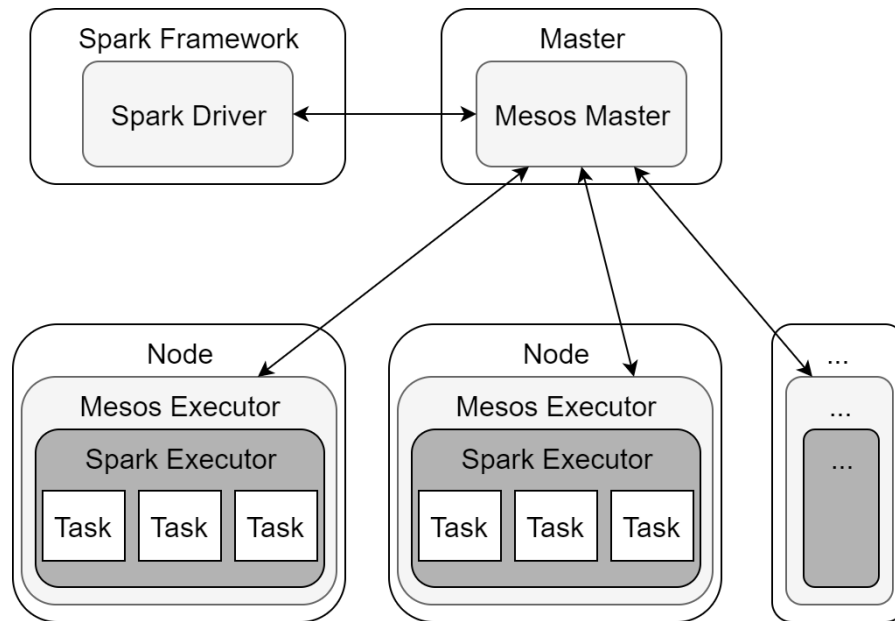 Spark Framework
Spark Driver
Master
Mesos Master
Node
Mesos Executor
Spark Executor
Task Task Task
Node
Mesos Executor
Spark Executor
Task Task Task
...
...
...